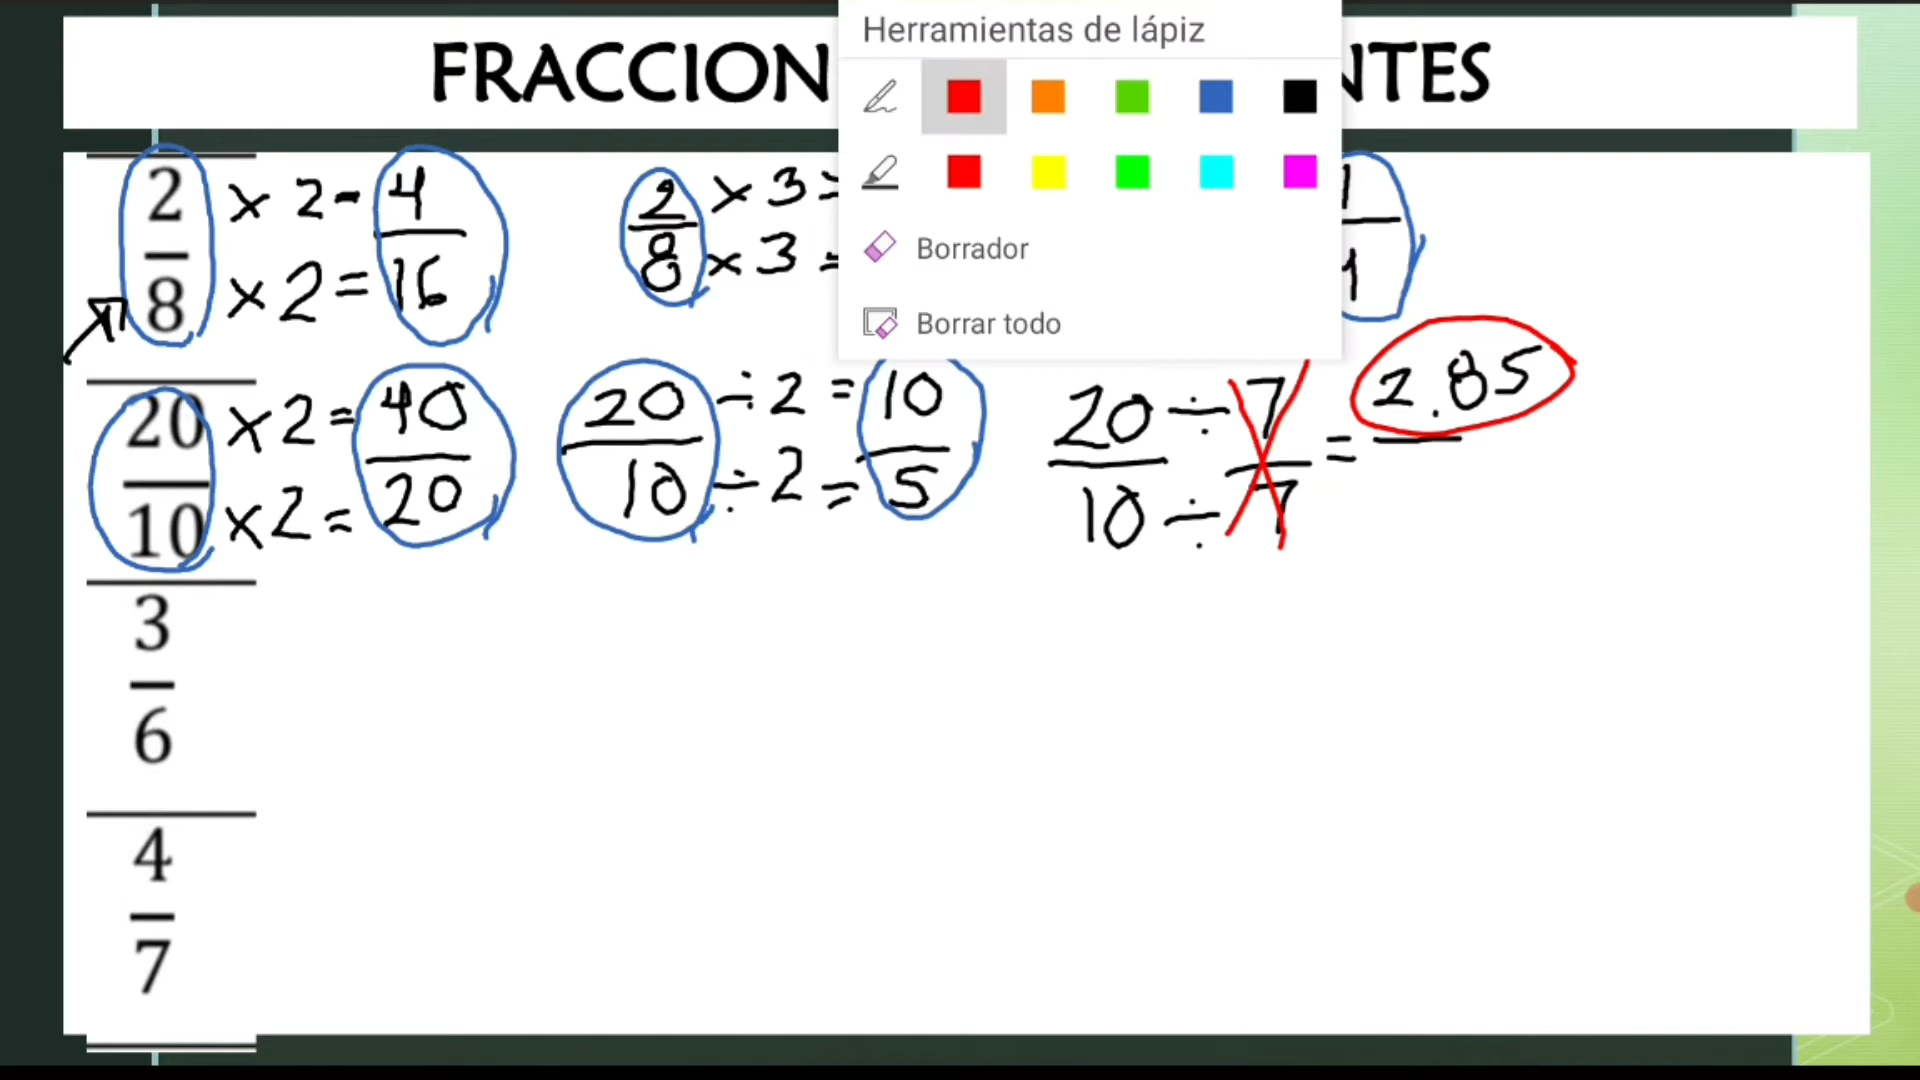 FRACCION
NTES
Herramientas de lápiz
Borrador
Borrar todo
2/8 × 2 - 4
× 2 = 16
2/8 × 3 =
× 3 =
1
20/10 × 2 = 40
× 2 = 20
20/10 ÷ 2 = 10
÷ 2 = 5
20/10 ÷ 7
÷ 7
= 2.85
3
6
4
7